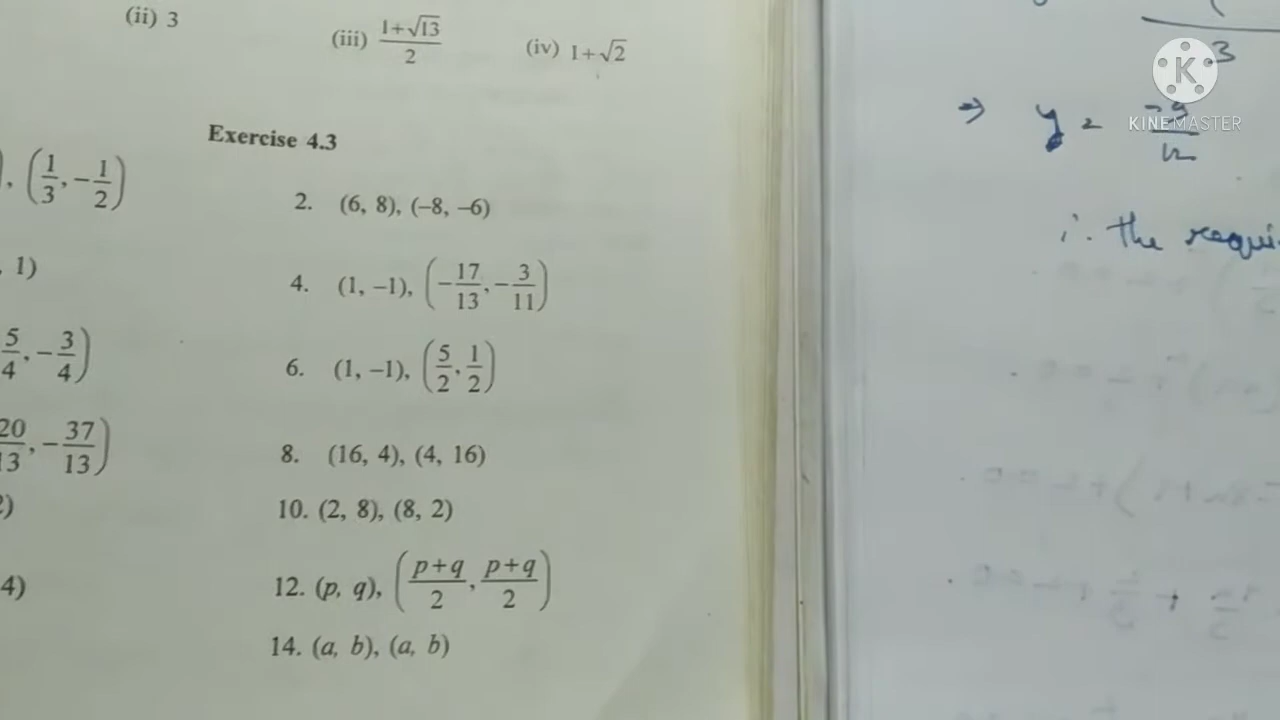 (ii) 3
(iii) (1+√13)/2
(iv) 1+√2
Exercise 4.3
, (1/3, -1/2)
2. (6, 8), (–8, –6)
, 1)
4. (1, –1), (-17/13, -3/11)
5/4, -3/4)
6. (1, –1), (5/2, 1/2)
20/13, -37/13)
8. (16, 4), (4, 16)
10. (2, 8), (8, 2)
4)
12. (p, q), ((p+q)/2, (p+q)/2)
14. (a, b), (a, b)
3
K
KINEMASTER
⇒ y =
∴ the requi